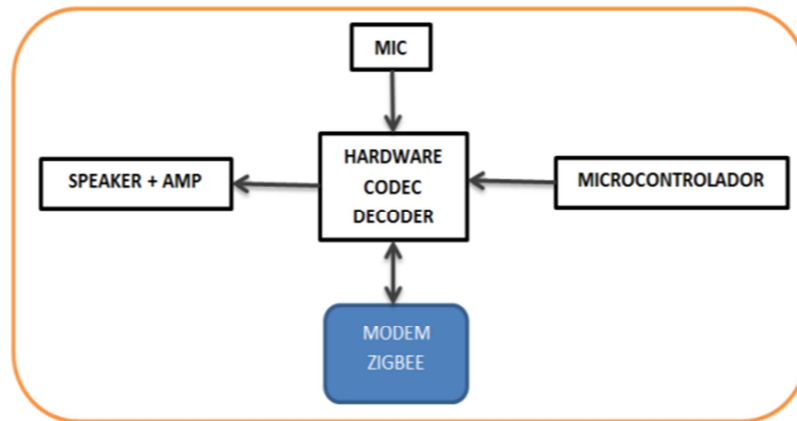 MIC
SPEAKER + AMP
HARDWARE
CODEC
DECODER
MICROCONTROLADOR
MODEM
ZIGBEE